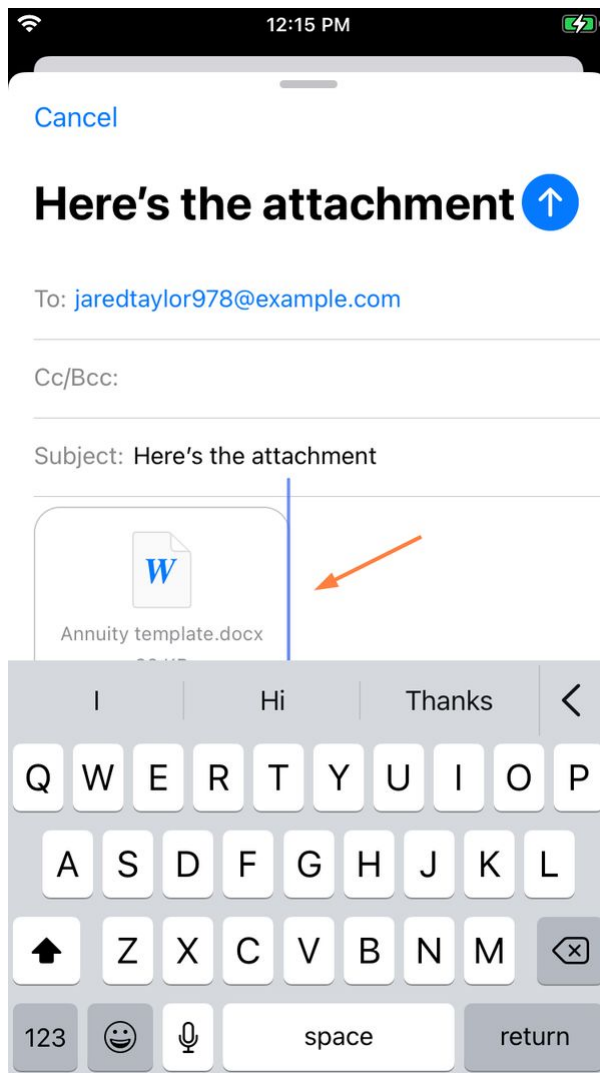 12:15 PM
Cancel
Here's the attachment
To: jaredtaylor978@example.com
Cc/Bcc:
Subject: Here's the attachment
W
Annuity template.docx
I Hi Thanks
Q W E R T Y U I O P
A S D F G H J K L
Z X C V B N M
123 space return